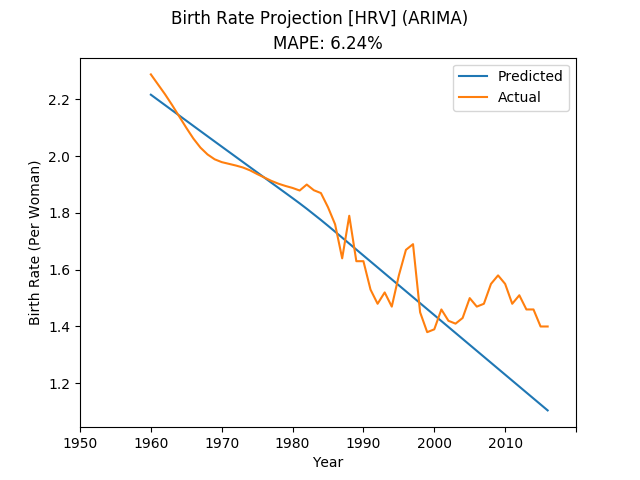 Birth Rate Projection [HRV] (ARIMA)
MAPE: 6.24%
Predicted
Actual
Birth Rate (Per Woman)
2.2
2.0
1.8
1.6
1.4
1.2
1950 1960 1970 1980 1990 2000 2010
Year